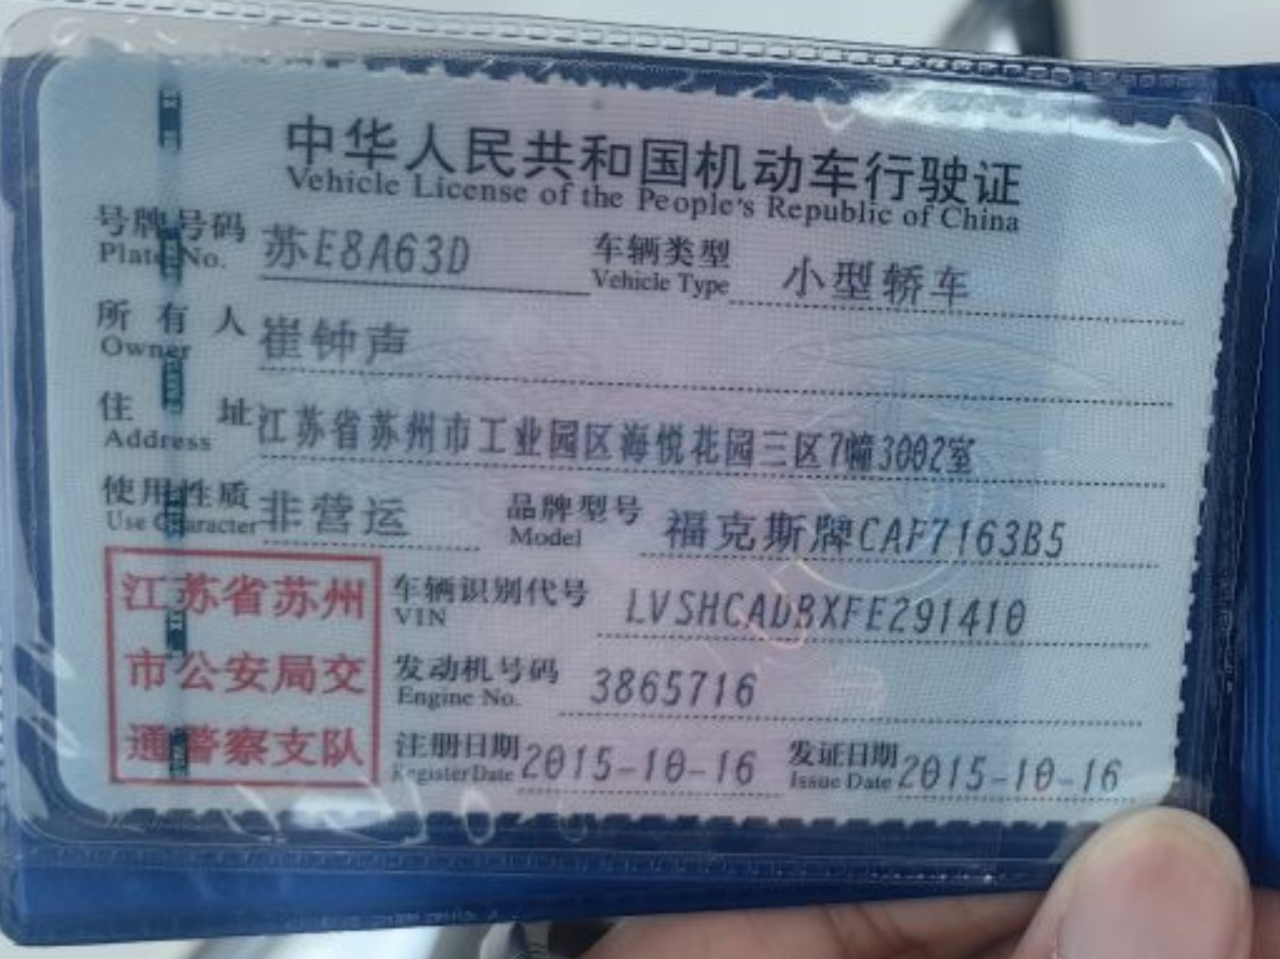 中华人民共和国机动车行驶证
Vehicle License of the People's Republic of China
号牌号码 苏E8A63D 车辆类型 小型轿车
Plate No. Vehicle Type
所有人 崔钟声
Owner
住址 江苏省苏州市工业园区海悦花园三区7幢3002室
Address
使用性质 非营运 品牌型号 福克斯牌CAF7163B5
Use Character Model
江苏省苏州
市公安局交
通警察支队
车辆识别代号 LVSHCADBXFE291410
VIN
发动机号码 3865716
Engine No.
注册日期 2015-10-16 发证日期 2015-10-16
Register Date Issue Date